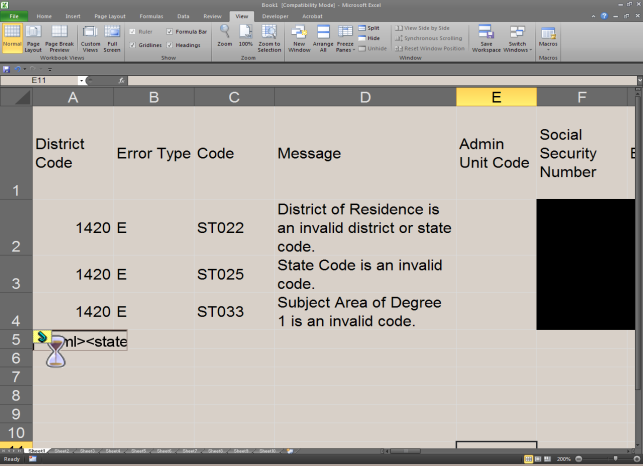 Book1 [Compatibility Mode] - Microsoft Excel
File Home Insert Page Layout Formulas Data Review View Developer Acrobat
Normal Page Layout Page Break Preview Custom Views Full Screen
Workbook Views
Ruler Formula Bar
Gridlines Headings
Show
Zoom 100% Zoom to Selection
Zoom
New Window Arrange All Freeze Panes
Split
Hide
Unhide
View Side by Side
Synchronous Scrolling
Reset Window Position
Window
Save Workspace Switch Windows
Macros
Macros
E11 fx
A B C D E F
1 District Code Error Type Code Message Admin Unit Code Social Security Number
2 1420 E ST022 District of Residence is an invalid district or state code.
3 1420 E ST025 State Code is an invalid code.
4 1420 E ST033 Subject Area of Degree 1 is an invalid code.
5 ml><state
6
7
8
9
10
Sheet1 Sheet2 Sheet3 Sheet4 Sheet5 Sheet6 Sheet7 Sheet8 Sheet9 Sheet10
Ready 200%